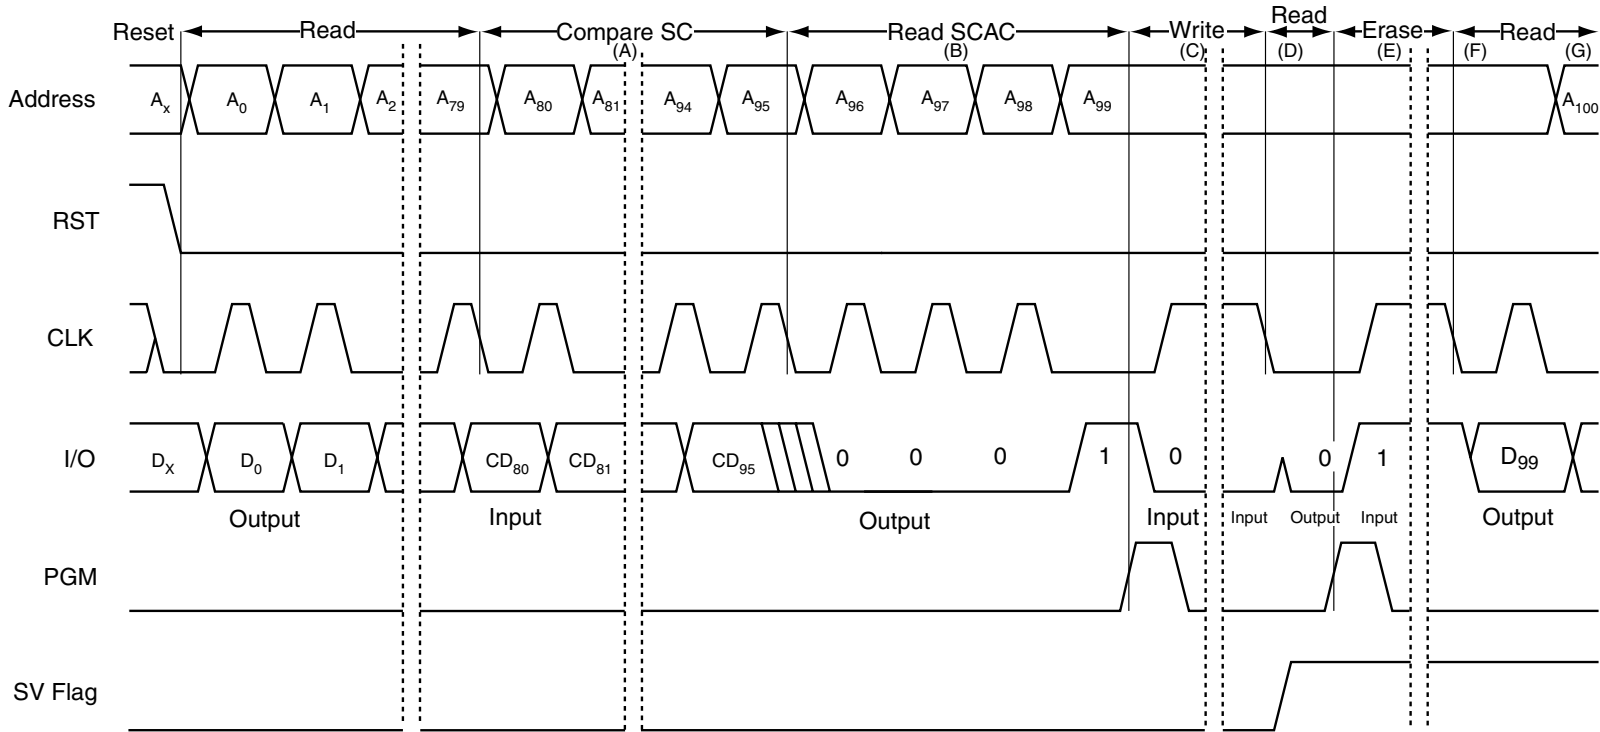 Reset Read Compare SC Read SCAC Write Read Erase Read
(A) (B) (C) (D) (E) (F) (G)
Address Ax A0 A1 A2 A79 A80 A81 A94 A95 A96 A97 A98 A99 A100
RST
CLK
I/O DX D0 D1 CD80 CD81 CD95 0 0 0 1 0 0 1 D99
Output Input Output Input Input Output Input Output
PGM
SV Flag